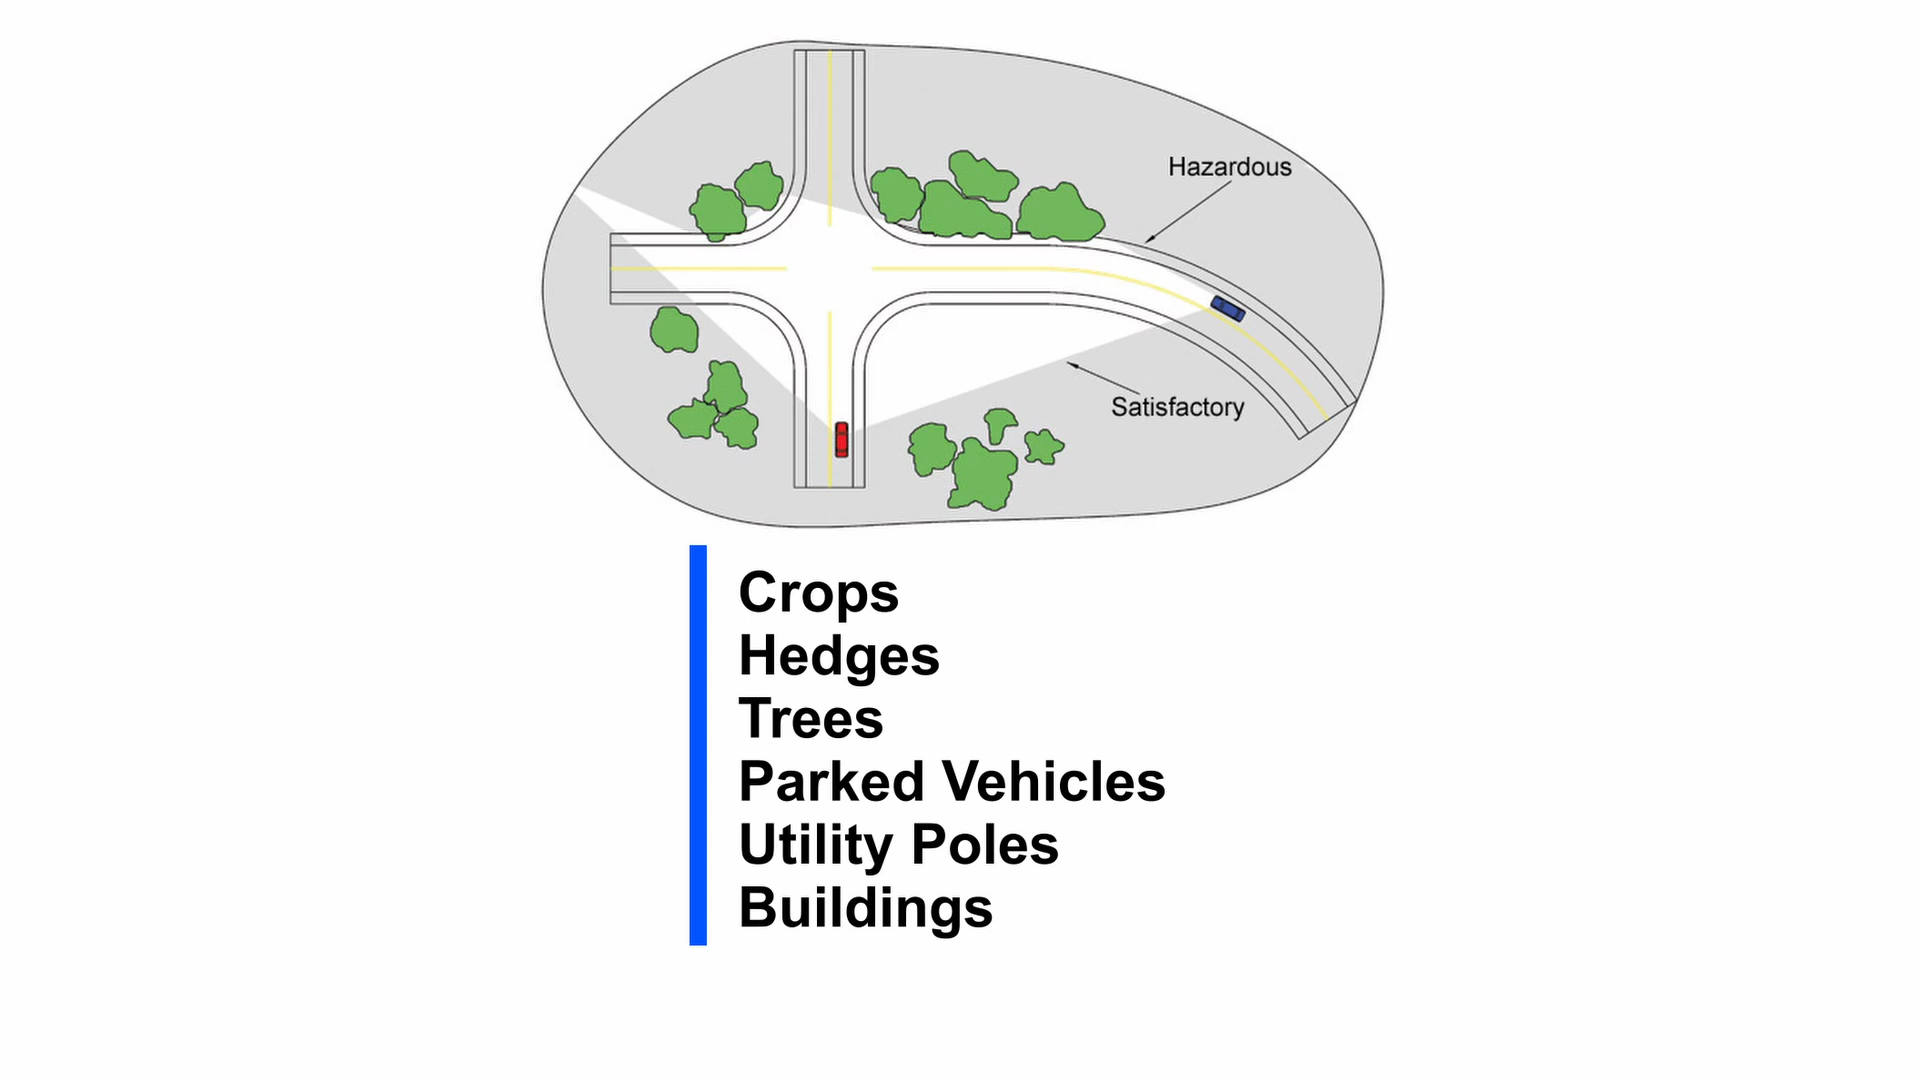 Hazardous
Satisfactory
Crops
Hedges
Trees
Parked Vehicles
Utility Poles
Buildings